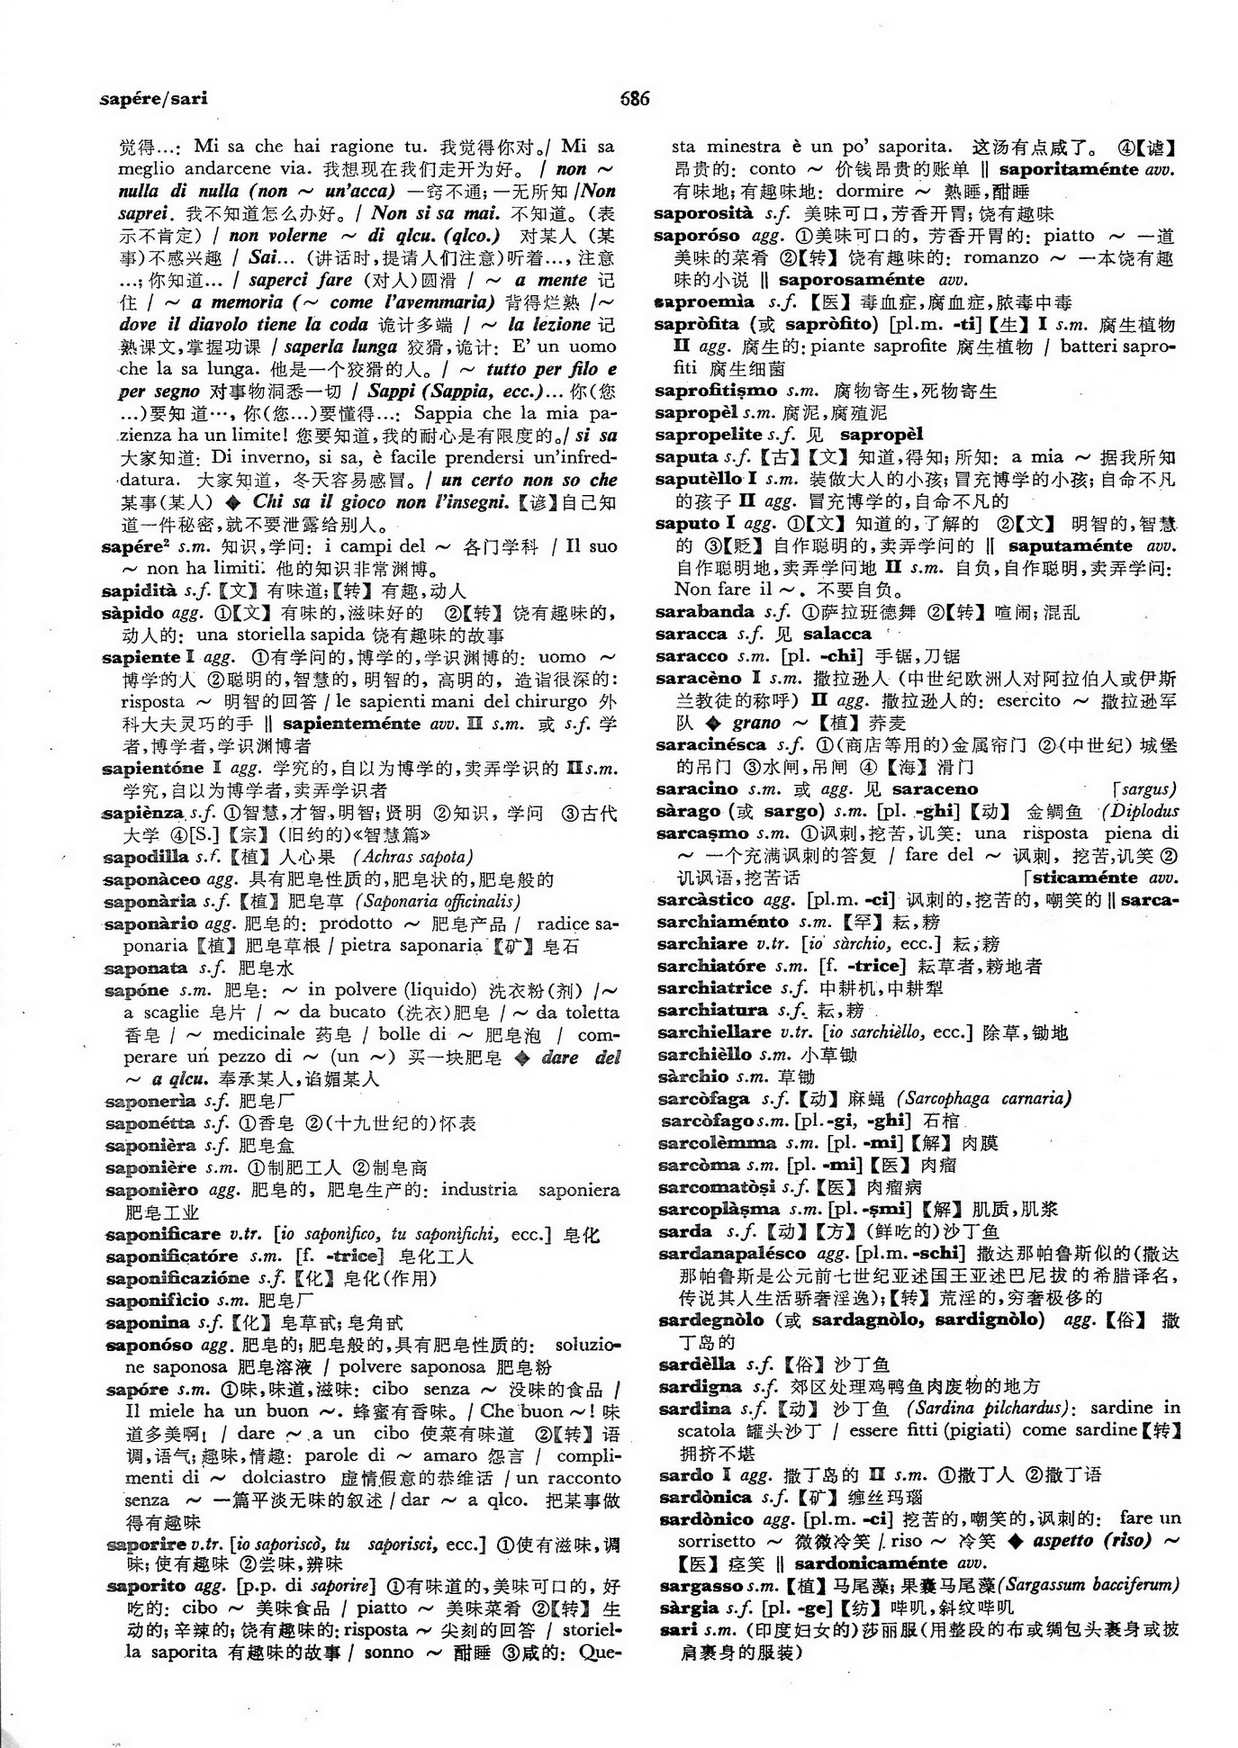 sapére/sari
686
觉得…: Mi sa che hai ragione tu. 我觉得你对。/ Mi sa
meglio andarcene via. 我想现在我们走开为好。 / non ～
nulla di nulla (non ～ un'acca) 一窍不通;一无所知 /Non
saprei. 我不知道怎么办好。/ Non si sa mai. 不知道。(表
示不肯定) / non volerne ～ di qlcu. (qlco.) 对某人 (某
事)不感兴趣 / Sai… (讲话时,提请人们注意)听着…, 注意
…;你知道… / saperci fare (对人)圆滑 / ～ a mente 记
住 / ～ a memoria (～ come l'avemmaria) 背得烂熟 /～
dove il diavolo tiene la coda 诡计多端 / ～ la lezione 记
熟课文,掌握功课 / saperla lunga 狡猾,诡计: E' un uomo
che la sa lunga. 他是一个狡猾的人。/ ～ tutto per filo e
per segno 对事物洞悉一切 / Sappi (Sappia, ecc.)… 你(您
…)要知道…, 你(您…)要懂得…: Sappia che la mia pa-
zienza ha un limite! 您要知道,我的耐心是有限度的。/ si sa
大家知道: Di inverno, si sa, è facile prendersi un'infred-
datura. 大家知道, 冬天容易感冒。/ un certo non so che
某事(某人) ◆ Chi sa il gioco non l'insegni.【谚】自己知
道一件秘密,就不要泄露给别人。
sapére² s.m. 知识,学问: i campi del ～ 各门学科 / Il suo
～ non ha limiti. 他的知识非常渊博。
sapidità s.f.【文】有味道;【转】有趣,动人
sàpido agg. ①【文】有味的,滋味好的 ②【转】饶有趣味的,
动人的: una storiella sapida 饶有趣味的故事
sapiente I agg. ①有学问的,博学的,学识渊博的: uomo ～
博学的人 ②聪明的,智慧的, 明智的, 高明的, 造诣很深的:
risposta ～ 明智的回答 / le sapienti mani del chirurgo 外
科大夫灵巧的手 ‖ sapienteménte avv. II s.m. 或 s.f. 学
者,博学者,学识渊博者
sapientóne I agg. 学究的,自以为博学的,卖弄学识的 II s.m.
学究,自以为博学者,卖弄学识者
sapiènza s.f. ①智慧,才智,明智;贤明 ②知识, 学问 ③古代
大学 ④[S.]【宗】(旧约的)《智慧篇》
sapodilla s.f.【植】人心果 (Achras sapota)
saponàceo agg. 具有肥皂性质的,肥皂状的,肥皂般的
saponària s.f.【植】肥皂草 (Saponaria officinalis)
saponàrio agg. 肥皂的: prodotto ～ 肥皂产品 / radice sa-
ponaria【植】肥皂草根 / pietra saponaria【矿】皂石
saponata s.f. 肥皂水
sapóne s.m. 肥皂: ～ in polvere (liquido) 洗衣粉(剂) /～
a scaglie 皂片 / ～ da bucato (洗衣)肥皂 / ～ da toletta
香皂 / ～ medicinale 药皂 / bolle di ～ 肥皂泡 / com-
perare un pezzo di ～ (un ～) 买一块肥皂 ◆ dare del
～ a qlcu. 奉承某人,谄媚某人
saponerìa s.f. 肥皂厂
saponétta s.f. ①香皂 ②(十九世纪的)怀表
saponièra s.f. 肥皂盒
saponière s.m. ①制肥工人 ②制皂商
saponièro agg. 肥皂的, 肥皂生产的: industria saponiera
肥皂工业
saponificare v.tr. [io saponìfico, tu saponìfichi, ecc.] 皂化
saponificatóre s.m. [f. -trice] 皂化工人
saponificazióne s.f.【化】皂化(作用)
saponifìcio s.m. 肥皂厂
saponina s.f.【化】皂草甙;皂角甙
saponóso agg. 肥皂的;肥皂般的,具有肥皂性质的: soluzio-
ne saponosa 肥皂溶液 / polvere saponosa 肥皂粉
sapóre s.m. ①味,味道,滋味: cibo senza ～ 没味的食品 /
Il miele ha un buon ～. 蜂蜜有香味。/ Che buon ～! 味
道多美啊! / dare ～ a un cibo 使菜有味道 ②【转】语
调,语气;趣味,情趣: parole di ～ amaro 怨言 / compli-
menti di ～ dolciastro 虚情假意的恭维话 / un racconto
senza ～ 一篇平淡无味的叙述 / dar ～ a qlco. 把某事做
得有趣味
saporire v.tr. [io saporisco, tu saporisci, ecc.] ①使有滋味,调
味;使有趣味 ②尝味,辨味
saporito agg. [p.p. di saporire] ①有味道的,美味可口的, 好
吃的: cibo ～ 美味食品 / piatto ～ 美味菜肴 ②【转】生
动的;辛辣的;饶有趣味的: risposta ～ 尖刻的回答 / storiel-
la saporita 有趣味的故事 / sonno ～ 酣睡 ③咸的: Que-
sta minestra è un po' saporita. 这汤有点咸了。 ④【谑】
昂贵的: conto ～ 价钱昂贵的账单 ‖ saporitaménte avv.
有味地;有趣味地: dormire ～ 熟睡,酣睡
saporosità s.f. 美味可口,芳香开胃;饶有趣味
saporóso agg. ①美味可口的, 芳香开胃的: piatto ～ 一道
美味的菜肴 ②【转】饶有趣味的: romanzo ～ 一本饶有趣
味的小说 ‖ saporosaménte avv.
saproemìa s.f.【医】毒血症,腐血症,脓毒中毒
sapròfita (或 sapròfito) [pl.m. -ti]【生】I s.m. 腐生植物
II agg. 腐生的: piante saprofite 腐生植物 / batteri sapro-
fiti 腐生细菌
saprofitiṣmo s.m. 腐物寄生,死物寄生
sapropèl s.m. 腐泥,腐殖泥
sapropelite s.f. 见 sapropèl
saputa s.f.【古】【文】知道,得知;所知: a mia ～ 据我所知
saputèllo I s.m. 装做大人的小孩;冒充博学的小孩;自命不凡
的孩子 II agg. 冒充博学的,自命不凡的
saputo I agg. ①【文】知道的,了解的 ②【文】明智的,智慧
的 ③【贬】自作聪明的,卖弄学问的 ‖ saputaménte avv.
自作聪明地,卖弄学问地 II s.m. 自负,自作聪明,卖弄学问:
Non fare il ～. 不要自负。
sarabanda s.f. ①萨拉班德舞 ②【转】喧闹;混乱
saracca s.f. 见 salacca
saracco s.m. [pl. -chi] 手锯,刀锯
saracèno I s.m. 撒拉逊人 (中世纪欧洲人对阿拉伯人或伊斯
兰教徒的称呼) II agg. 撒拉逊人的: esercito ～ 撒拉逊军
队 ◆ grano ～【植】荞麦
saracinésca s.f. ①(商店等用的)金属帘门 ②(中世纪) 城堡
的吊门 ③水闸,吊闸 ④【海】滑门
saracino s.m. 或 agg. 见 saraceno 「sargus)
sàrago (或 sargo) s.m. [pl. -ghi]【动】金鲷鱼 (Diplodus
sarcaṣmo s.m. ①讽刺,挖苦,讥笑: una risposta piena di
～ 一个充满讽刺的答复 / fare del ～ 讽刺, 挖苦,讥笑 ②
讥讽语,挖苦话 「sticaménte avv.
sarcàstico agg. [pl.m. -ci] 讽刺的,挖苦的, 嘲笑的 ‖ sarca-
sarchiaménto s.m.【罕】耘,耪
sarchiare v.tr. [io sàrchio, ecc.] 耘,耪
sarchiatóre s.m. [f. -trice] 耘草者,耪地者
sarchiatrice s.f. 中耕机,中耕犁
sarchiatura s.f. 耘,耪
sarchiellare v.tr. [io sarchièllo, ecc.] 除草,锄地
sarchièllo s.m. 小草锄
sàrchio s.m. 草锄
sarcòfaga s.f.【动】麻蝇 (Sarcophaga carnaria)
sarcòfago s.m. [pl.-gi, -ghi] 石棺
sarcolèmma s.m. [pl. -mi]【解】肉膜
sarcòma s.m. [pl. -mi]【医】肉瘤
sarcomatòṣi s.f.【医】肉瘤病
sarcoplàṣma s.m. [pl. -ṣmi]【解】肌质,肌浆
sarda s.f.【动】【方】(鲜吃的)沙丁鱼
sardanapalésco agg. [pl.m. -schi] 撒达那帕鲁斯似的(撒达
那帕鲁斯是公元前七世纪亚述国王亚述巴尼拔的希腊译名,
传说其人生活骄奢淫逸);【转】荒淫的,穷奢极侈的
sardegnòlo (或 sardagnòlo, sardignòlo) agg.【俗】撒
丁岛的
sardèlla s.f.【俗】沙丁鱼
sardigna s.f. 郊区处理鸡鸭鱼肉废物的地方
sardina s.f.【动】沙丁鱼 (Sardina pilchardus): sardine in
scatola 罐头沙丁 / essere fitti (pigiati) come sardine【转】
拥挤不堪
sardo I agg. 撒丁岛的 II s.m. ①撒丁人 ②撒丁语
sardònica s.f.【矿】缠丝玛瑙
sardònico agg. [pl.m. -ci] 挖苦的,嘲笑的,讽刺的: fare un
sorrisetto ～ 微微冷笑 / riso ～ 冷笑 ◆ aspetto (riso) ～
【医】痉笑 ‖ sardonicaménte avv.
sargasso s.m.【植】马尾藻;果囊马尾藻(Sargassum bacciferum)
sàrgia s.f. [pl. -ge]【纺】哔叽,斜纹哔叽
sari s.m. (印度妇女的)莎丽服(用整段的布或绸包头裹身或披
肩裹身的服装)